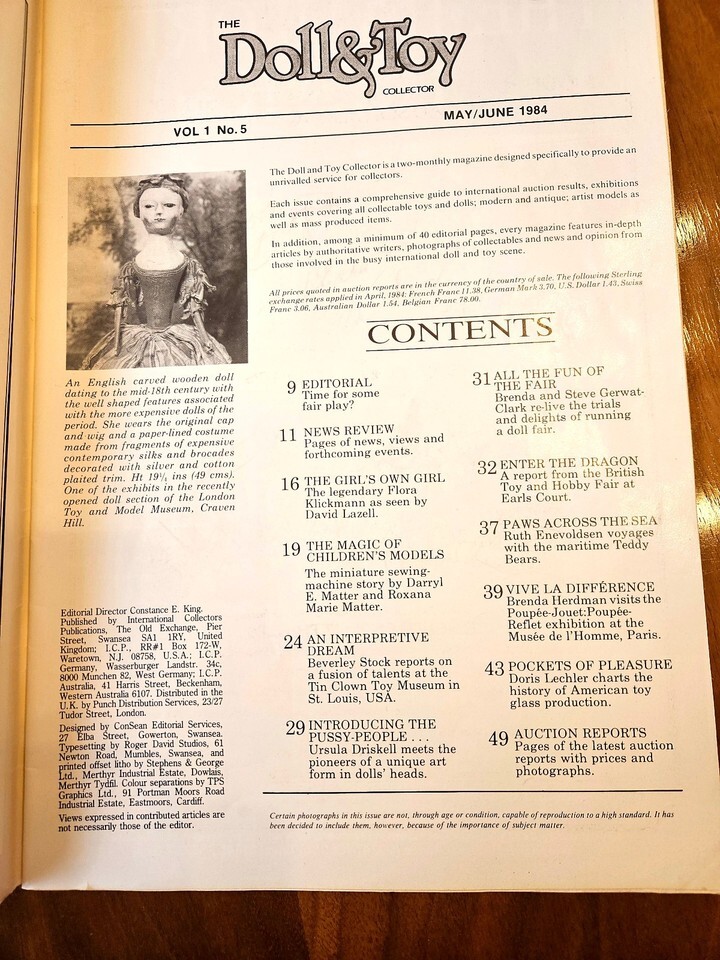 THE
Doll&Toy
COLLECTOR
VOL 1 No. 5
MAY/JUNE 1984
The Doll and Toy Collector is a two-monthly magazine designed specifically to provide an
unrivalled service for collectors.
Each issue contains a comprehensive guide to international auction results, exhibitions
and events covering all collectable toys and dolls; modern and antique; artist models as
well as mass produced items.
In addition, among a minimum of 40 editorial pages, every magazine features in-depth
articles by authoritative writers, photographs of collectables and news and opinion from
those involved in the busy international doll and toy scene.
All prices quoted in auction reports are in the currency of the country of sale. The following Sterling
exchange rates applied in April, 1984: French Franc 11.38, German Mark 3.70, U.S. Dollar 1.43, Swiss
Franc 3.06, Australian Dollar 1.54, Belgian Franc 78.00.
An English carved wooden doll
dating to the mid-18th century with
the well shaped features associated
with the more expensive dolls of the
period. She wears the original cap
and wig and a paper-lined costume
made from fragments of expensive
contemporary silks and brocades
decorated with silver and cotton
plaited trim. Ht 19¼ ins (49 cms).
One of the exhibits in the recently
opened doll section of the London
Toy and Model Museum, Craven
Hill.
Editorial Director Constance E. King.
Published by International Collectors
Publications, The Old Exchange, Pier
Street, Swansea SA1 1RY, United
Kingdom; I.C.P., RR#1 Box 172-W,
Waretown, N.J. 08758, U.S.A.; I.C.P.
Germany, Wasserburger Landstr. 34c,
8000 Munchen 82, West Germany; I.C.P.
Australia, 41 Harris Street, Beckenham,
Western Australia 6107. Distributed in the
U.K. by Punch Distribution Services, 23/27
Tudor Street, London.
Designed by ConSean Editorial Services,
27 Elba Street, Gowerton, Swansea.
Typesetting by Roger David Studios, 61
Newton Road, Mumbles, Swansea, and
printed offset litho by Stephens & George
Ltd., Merthyr Industrial Estate, Dowlais,
Merthyr Tydfil. Colour separations by TPS
Graphics Ltd., 91 Portman Moors Road
Industrial Estate, Eastmoors, Cardiff.
Views expressed in contributed articles are
not necessarily those of the editor.
CONTENTS
9 EDITORIAL
Time for some
fair play?
11 NEWS REVIEW
Pages of news, views and
forthcoming events.
16 THE GIRL'S OWN GIRL
The legendary Flora
Klickmann as seen by
David Lazell.
19 THE MAGIC OF
CHILDREN'S MODELS
The miniature sewing-
machine story by Darryl
E. Matter and Roxana
Marie Matter.
24 AN INTERPRETIVE
DREAM
Beverley Stock reports on
a fusion of talents at the
Tin Clown Toy Museum in
St. Louis, USA.
29 INTRODUCING THE
PUSSY-PEOPLE . . .
Ursula Driskell meets the
pioneers of a unique art
form in dolls' heads.
31 ALL THE FUN OF
THE FAIR
Brenda and Steve Gerwat-
Clark re-live the trials
and delights of running
a doll fair.
32 ENTER THE DRAGON
A report from the British
Toy and Hobby Fair at
Earls Court.
37 PAWS ACROSS THE SEA
Ruth Enevoldsen voyages
with the maritime Teddy
Bears.
39 VIVE LA DIFFÉRENCE
Brenda Herdman visits the
Poupée-Jouet:Poupée-
Reflet exhibition at the
Musée de l'Homme, Paris.
43 POCKETS OF PLEASURE
Doris Lechler charts the
history of American toy
glass production.
49 AUCTION REPORTS
Pages of the latest auction
reports with prices and
photographs.
Certain photographs in this issue are not, through age or condition, capable of reproduction to a high standard. It has
been decided to include them, however, because of the importance of subject matter.